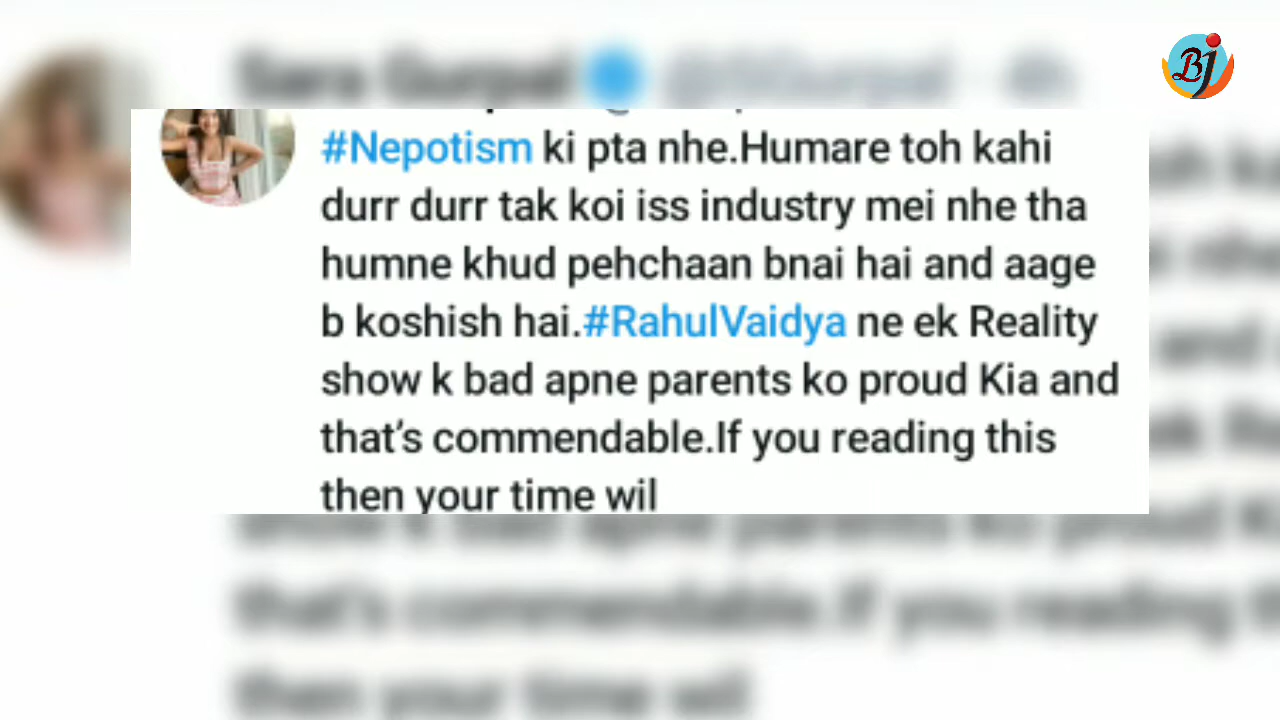 BJ
#Nepotism ki pta nhe.Humare toh kahi
durr durr tak koi iss industry mei nhe tha
humne khud pehchaan bnai hai and aage
b koshish hai.#RahulVaidya ne ek Reality
show k bad apne parents ko proud Kia and
that's commendable.If you reading this
then your time wil